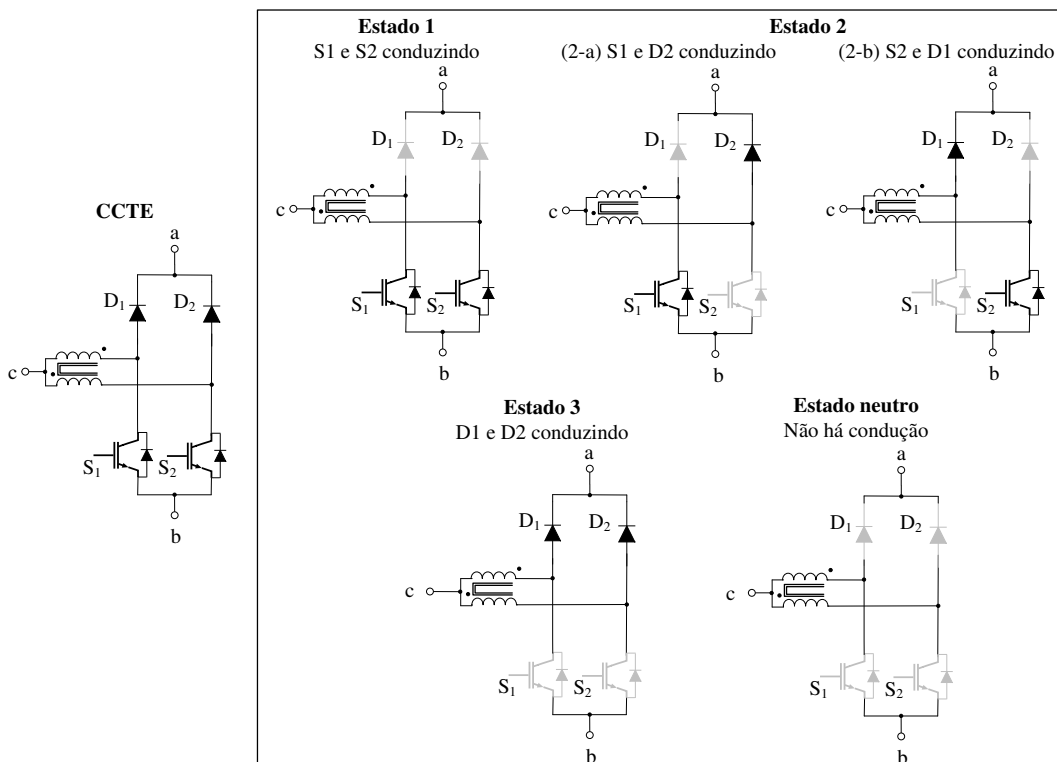 Estado 1
S1 e S2 conduzindo
Estado 2
(2-a) S1 e D2 conduzindo
(2-b) S2 e D1 conduzindo
a
D1
D2
c
S1
S2
b
a
D1
D2
c
S1
S2
b
a
D1
D2
c
S1
S2
b
CCTE
a
D1
D2
c
S1
S2
b
Estado 3
D1 e D2 conduzindo
a
D1
D2
c
S1
S2
b
Estado neutro
Não há condução
a
D1
D2
c
S1
S2
b